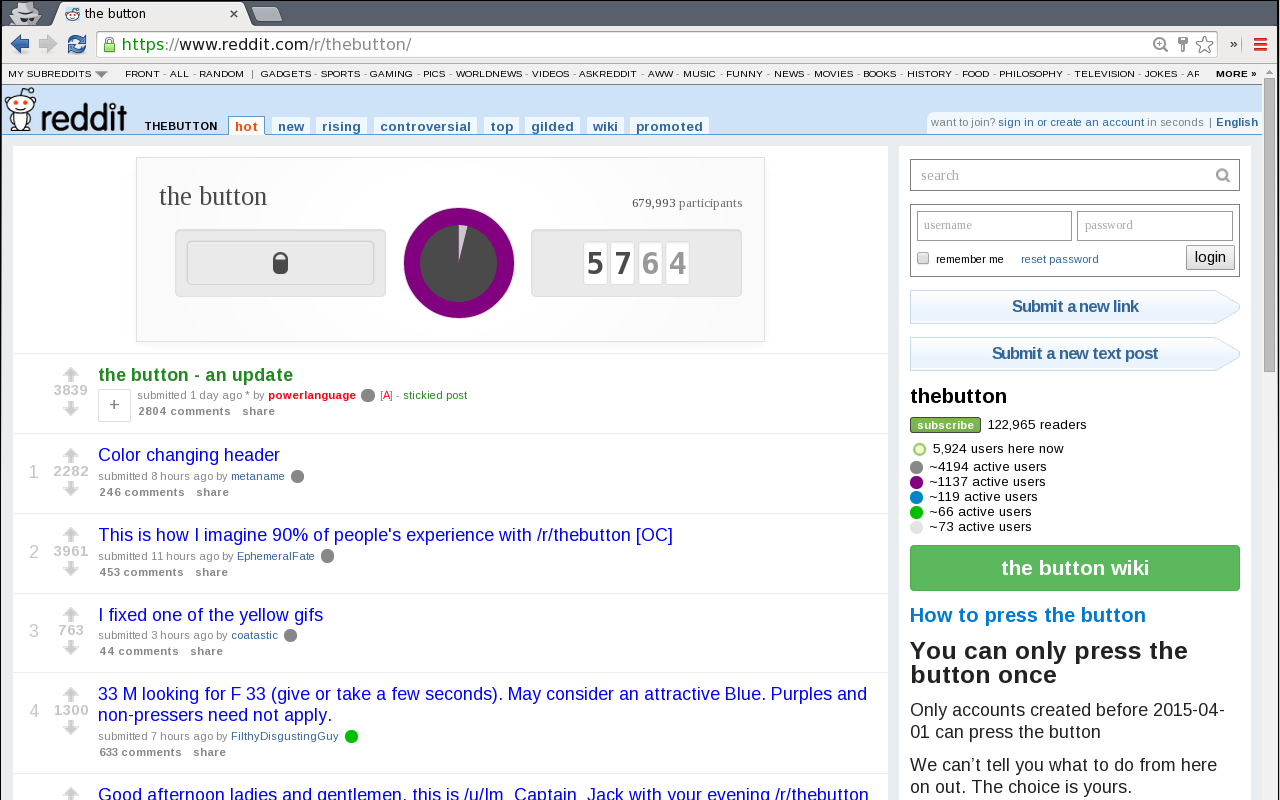 the button
https://www.reddit.com/r/thebutton/
MY SUBREDDITS FRONT - ALL - RANDOM | GADGETS - SPORTS - GAMING - PICS - WORLDNEWS - VIDEOS - ASKREDDIT - AWW - MUSIC - FUNNY - NEWS - MOVIES - BOOKS - HISTORY - FOOD - PHILOSOPHY - TELEVISION - JOKES - AR MORE »
reddit THEBUTTON hot new rising controversial top gilded wiki promoted
want to join? sign in or create an account in seconds | English
the button
679,993 participants
5764
the button - an update
3839
submitted 1 day ago * by powerlanguage [A] - stickied post
+
2804 comments share
Color changing header
1
2282
submitted 8 hours ago by metaname
246 comments share
This is how I imagine 90% of people's experience with /r/thebutton [OC]
2
3961
submitted 11 hours ago by EphemeralFate
453 comments share
I fixed one of the yellow gifs
3
763
submitted 3 hours ago by coatastic
44 comments share
33 M looking for F 33 (give or take a few seconds). May consider an attractive Blue. Purples and
non-pressers need not apply.
4
1300
submitted 7 hours ago by FilthyDisgustingGuy
633 comments share
Good afternoon ladies and gentlemen, this is /u/Im_Captain_Jack with your evening /r/thebutton
search
username password
remember me reset password login
Submit a new link
Submit a new text post
thebutton
subscribe 122,965 readers
5,924 users here now
~4194 active users
~1137 active users
~119 active users
~66 active users
~73 active users
the button wiki
How to press the button
You can only press the
button once
Only accounts created before 2015-04-
01 can press the button
We can't tell you what to do from here
on out. The choice is yours.